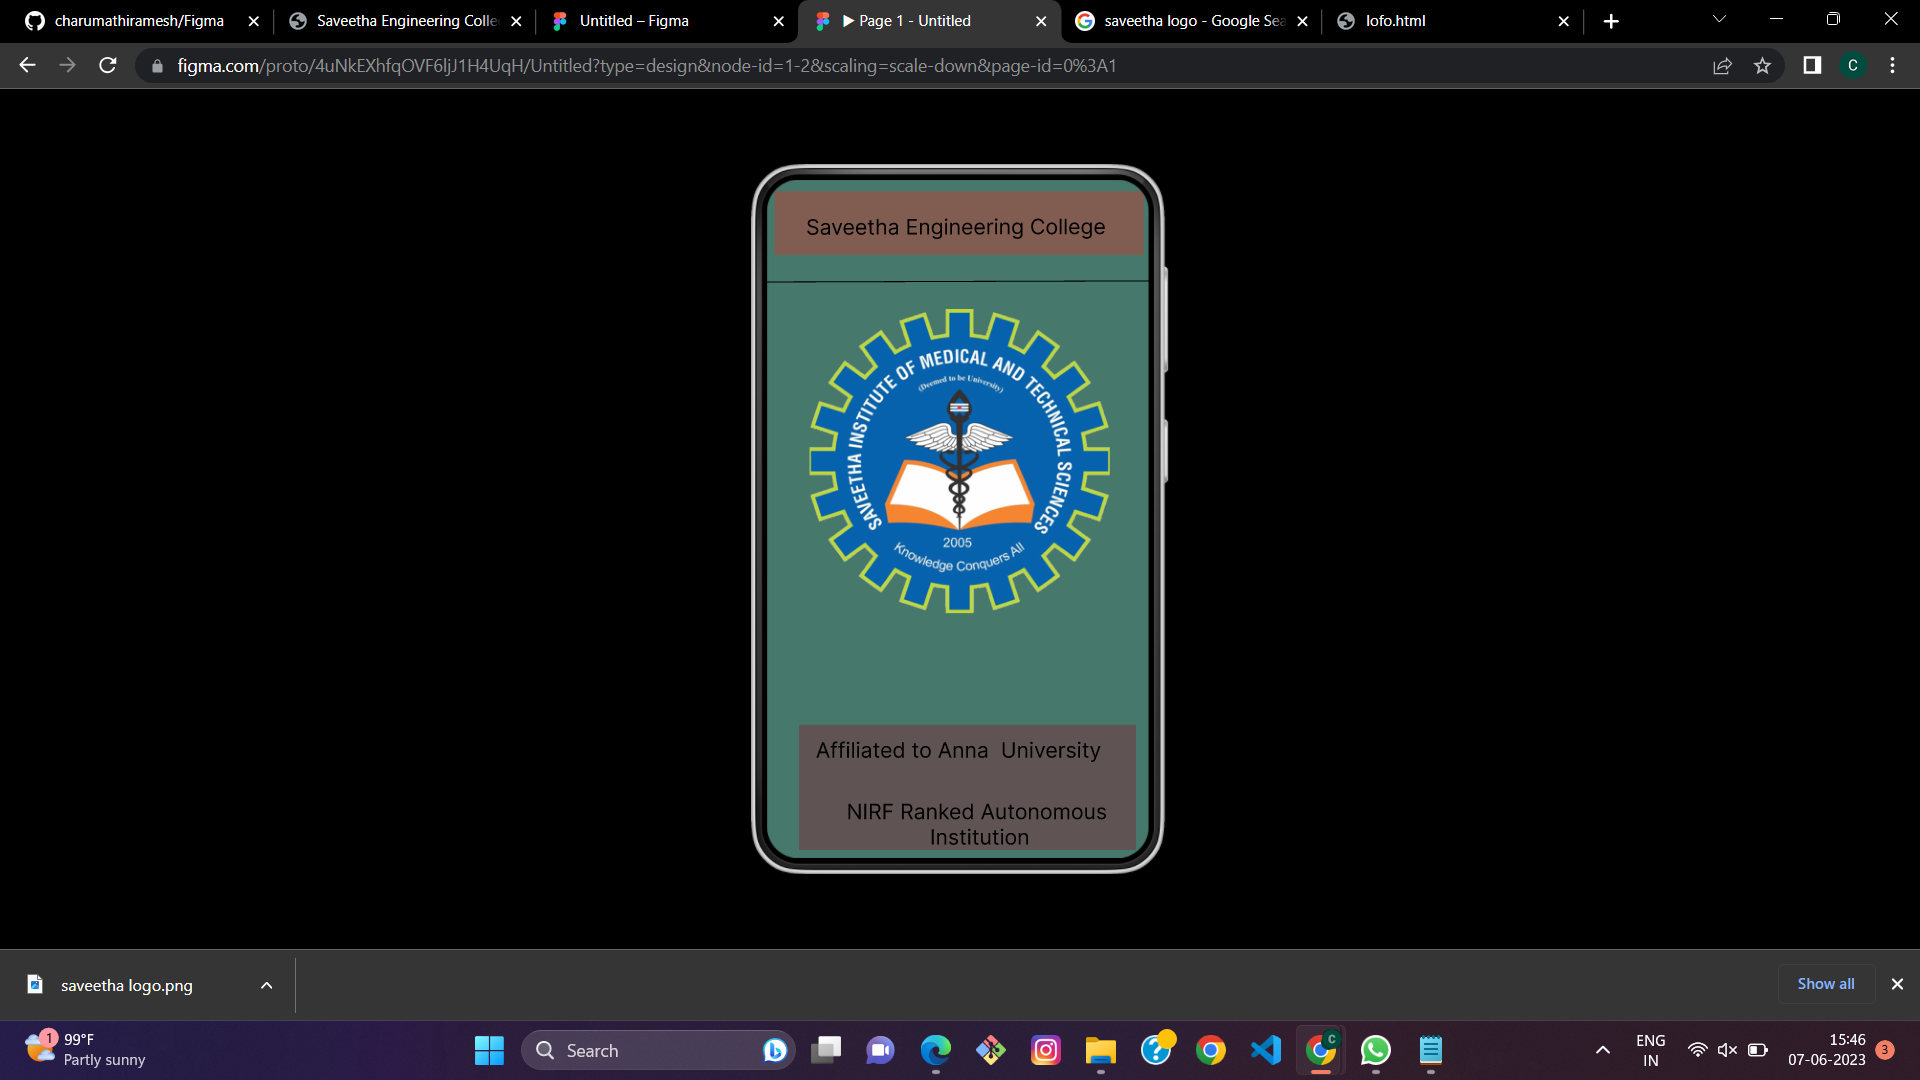 charumathiramesh/Figma
Saveetha Engineering Colle
Untitled – Figma
Page 1 - Untitled
saveetha logo - Google Sea
lofo.html
figma.com/proto/4uNkEXhfqOVF6ljJ1H4UqH/Untitled?type=design&node-id=1-2&scaling=scale-down&page-id=0%3A1
C
Saveetha Engineering College
SAVEETHA INSTITUTE OF MEDICAL AND TECHNICAL SCIENCES
(Deemed to be University)
2005
Knowledge Conquers All
Affiliated to Anna  University
NIRF Ranked Autonomous
Institution
saveetha logo.png
Show all
1
99°F
Partly sunny
Search
C
ENG
IN
15:46
07-06-2023
3